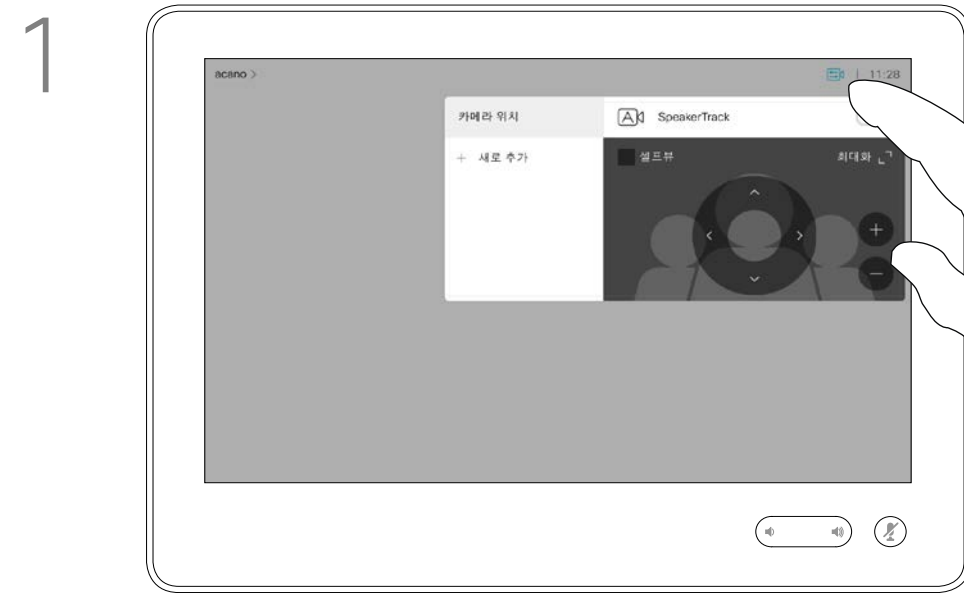 1
acano >
11:28
카메라 위치
SpeakerTrack
+ 새로 추가
셀프뷰
최대화